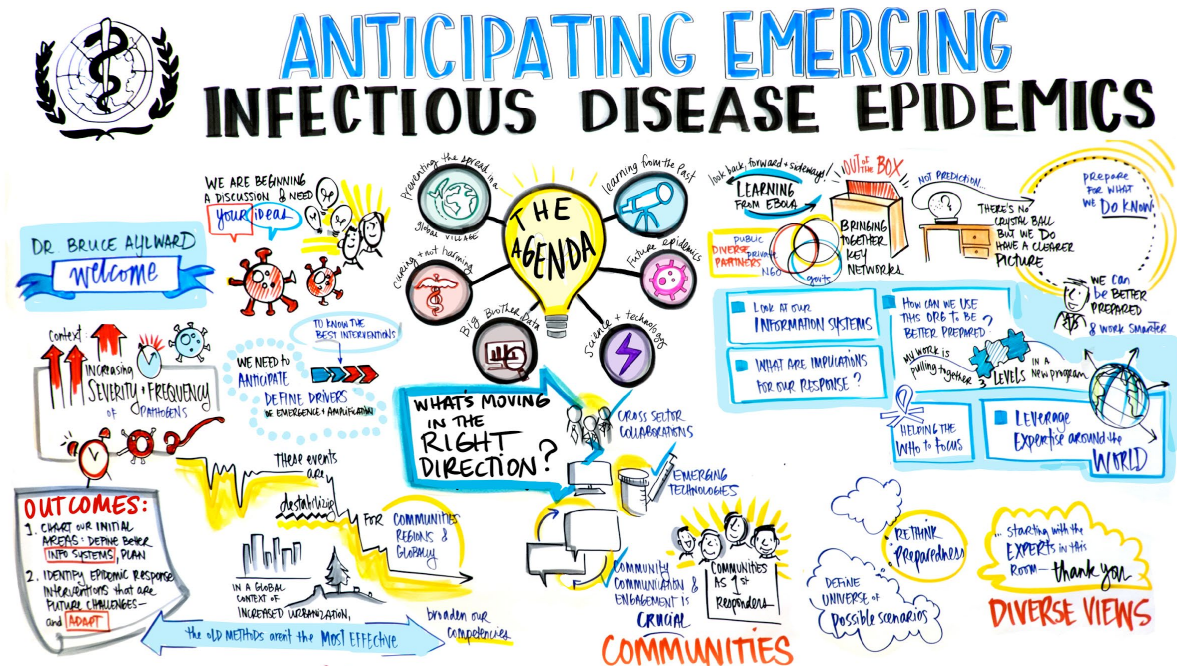 ANTICIPATING EMERGING
INFECTIOUS DISEASE EPIDEMICS
DR. BRUCE AYLWARD
welcome
WE ARE BEGINNING
A DISCUSSION & NEED
your ideas
Context
INCREASING
SEVERITY + FREQUENCY
OF PATHOGENS
TO KNOW THE
BEST INTERVENTIONS
WE NEED to
ANTICIPATE
DEFINE DRIVERS
OF EMERGENCE + AMPLIFICATION
OUTCOMES:
1. CHART OUR INITIAL
AREAS: DEFINE BETTER
INFO SYSTEMS, PLAN
2. IDENTIFY EPIDEMIC RESPONSE
INTERVENTIONS that are
FUTURE CHALLENGES—
and ADAPT
These events
are
destabilizing
FOR COMMUNITIES
REGIONS &
GLOBALLY
IN A GLOBAL
CONTEXT OF
INCREASED URBANIZATION,
the OLD METHODS aren't the MOST EFFECTIVE
broaden our
competencies
THE
AGENDA
Preventing the spread in a
global VILLAGE
learning from the past
Curing + not harming
Future epidemics
Big Brother Data
Science + technology
WHAT'S MOVING
IN THE
RIGHT
DIRECTION?
CROSS SECTOR
COLLABORATIONS
EMERGING
TECHNOLOGIES
COMMUNITY
COMMUNICATION &
ENGAGEMENT IS
CRUCIAL
COMMUNITIES
AS 1st
Responders
COMMUNITIES
look back, forward + sideways!
LEARNING
FROM EBOLA
PUBLIC
DIVERSE
PARTNERS
private
NGO
gov'ts
OUT OF
THE BOX
BRINGING
TOGETHER
KEY
NETWORKS
NOT PREDICTION...
THERE'S NO
CRYSTAL BALL
BUT WE DO
HAVE A CLEARER
PICTURE
prepare
FOR WHAT
WE DO KNOW
WE can
be BETTER
PREPARED
& WORK SMARTER
LOOK AT OUR
INFORMATION SYSTEMS
WHAT ARE IMPLICATIONS
FOR OUR RESPONSE?
HOW CAN WE USE
THIS ORG TO BE
BETTER PREPARED?
MY WORK IS
pulling together
3 LEVELS
IN A
NEW PROGRAM
HELPING THE
WHO to FOCUS
LEVERAGE
Expertise around the
WORLD
RETHINK
Preparedness
DEFINE
UNIVERSE OF
Possible scenarios
... starting with the
EXPERTS in this
ROOM— thank you
DIVERSE VIEWS